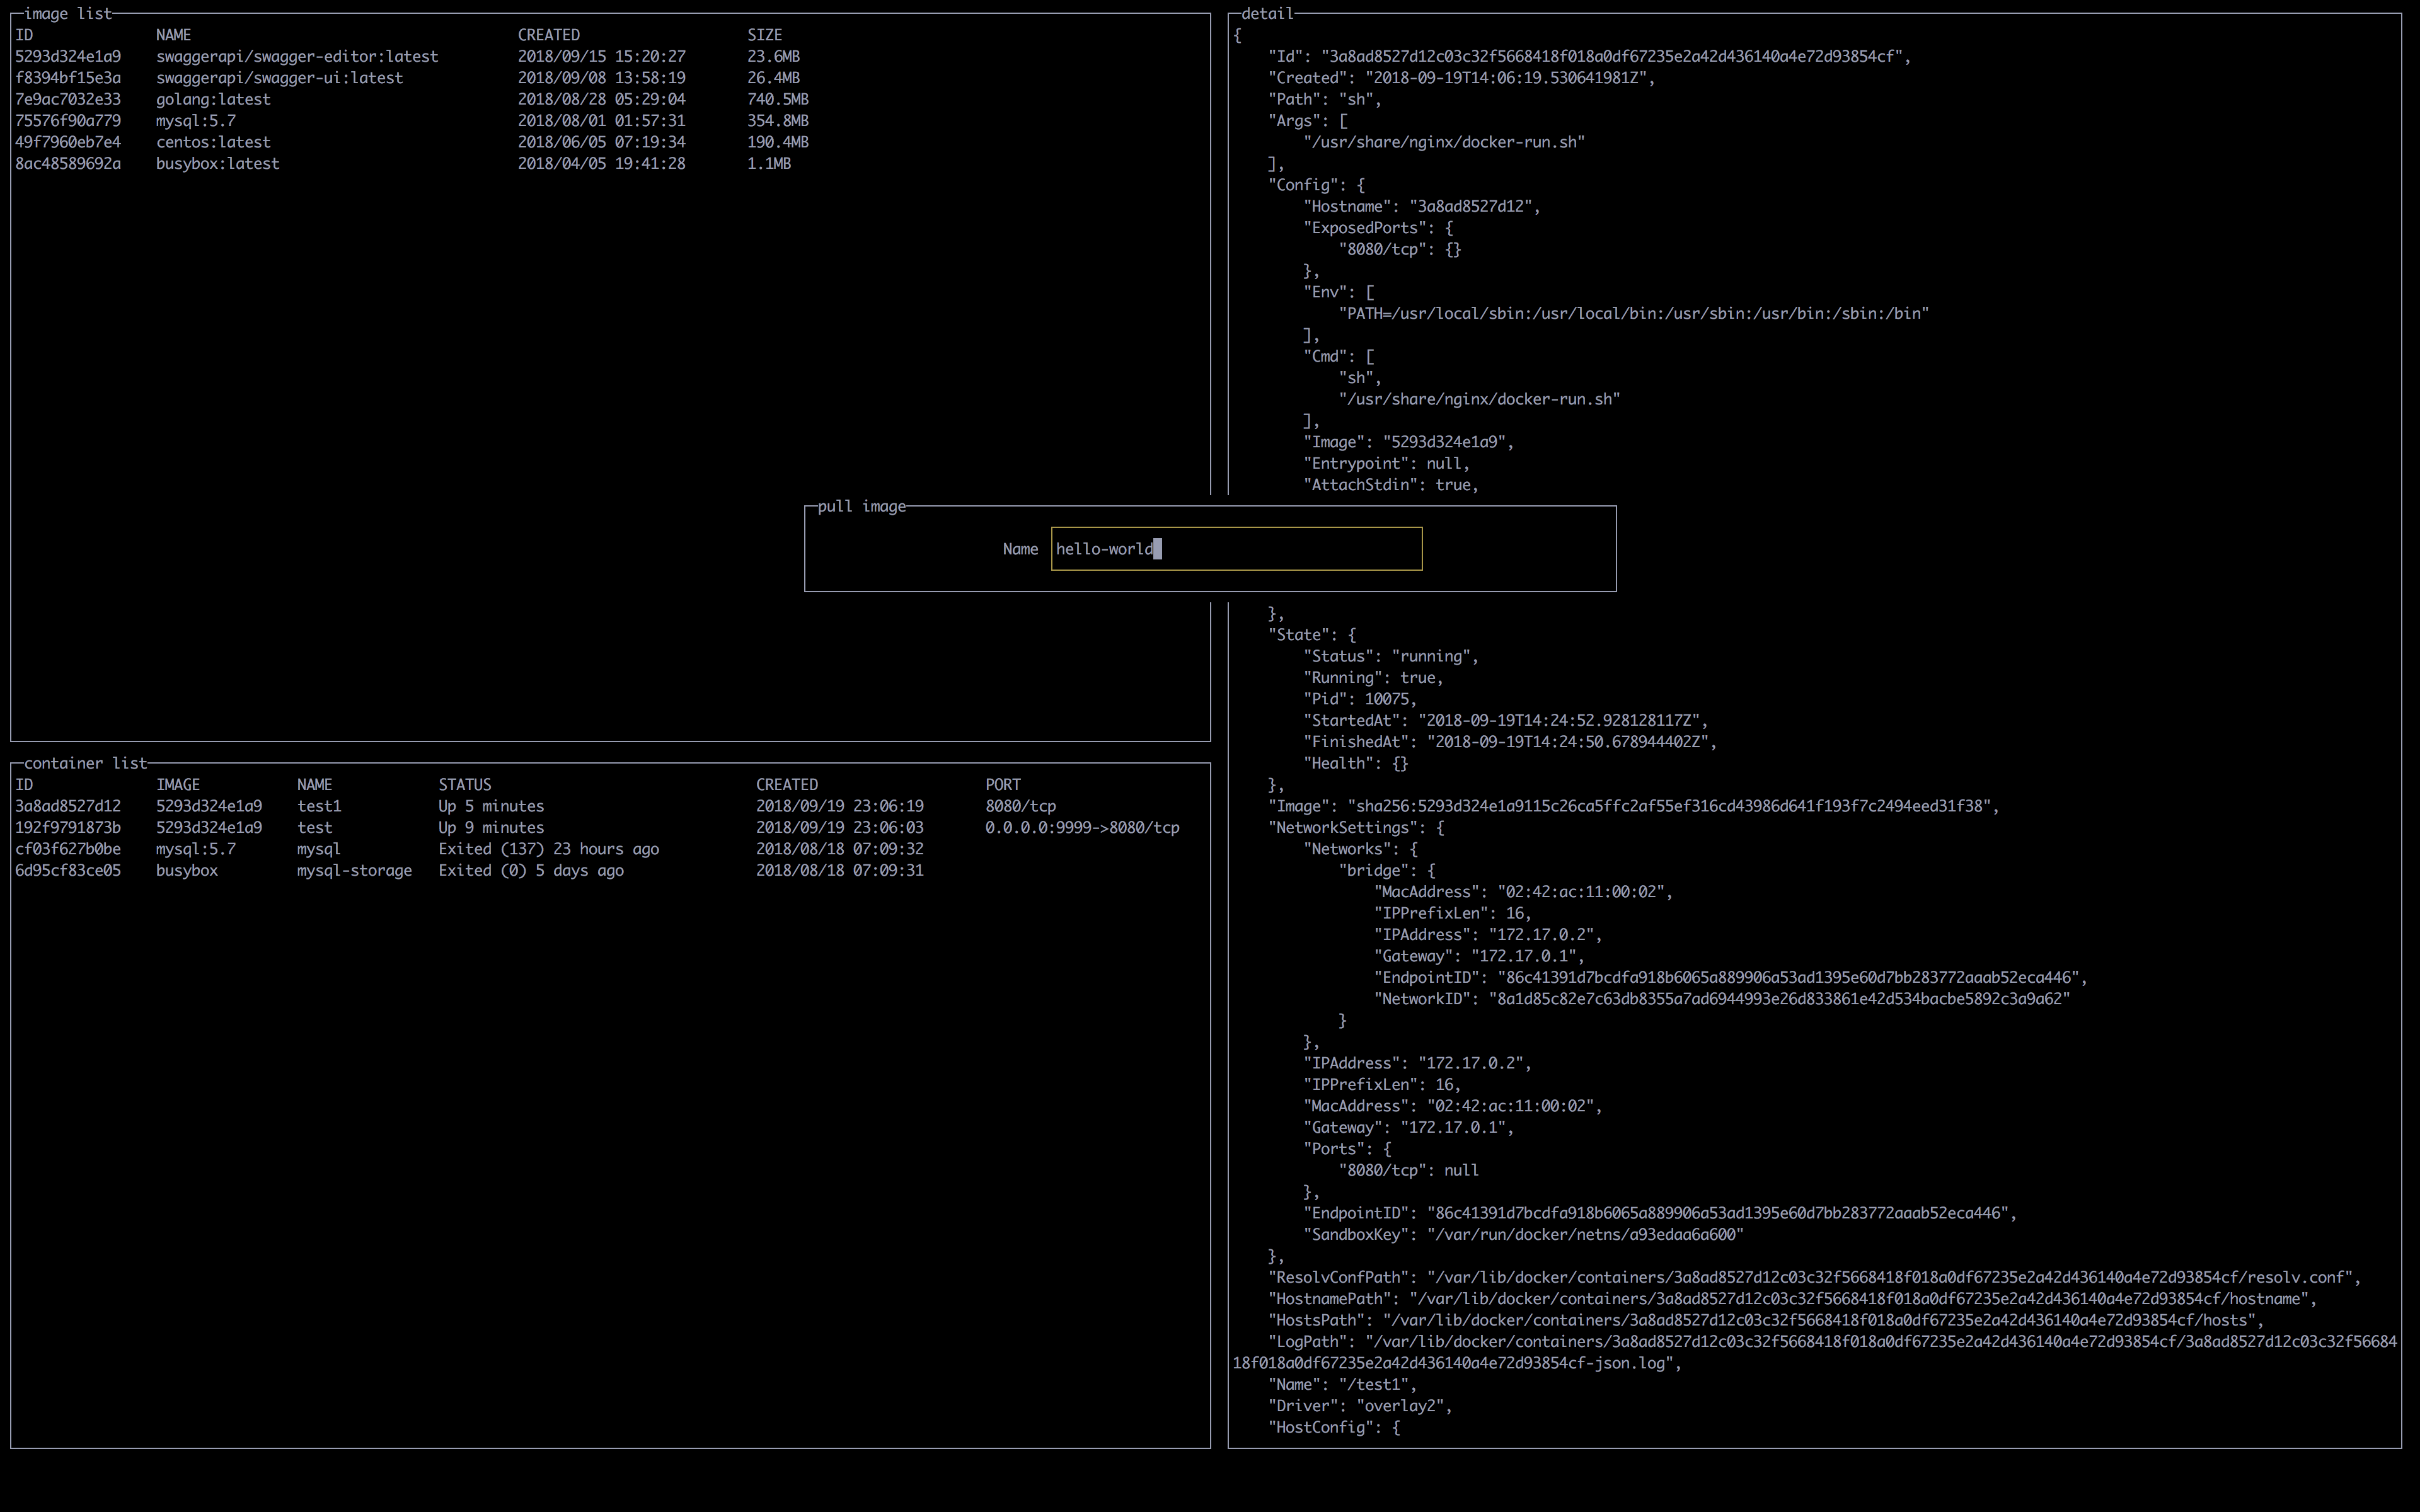 image list
ID NAME CREATED SIZE
5293d324e1a9 swaggerapi/swagger-editor:latest 2018/09/15 15:20:27 23.6MB
f8394bf15e3a swaggerapi/swagger-ui:latest 2018/09/08 13:58:19 26.4MB
7e9ac7032e33 golang:latest 2018/08/28 05:29:04 740.5MB
75576f90a779 mysql:5.7 2018/08/01 01:57:31 354.8MB
49f7960eb7e4 centos:latest 2018/06/05 07:19:34 190.4MB
8ac48589692a busybox:latest 2018/04/05 19:41:28 1.1MB
pull image
Name hello-world
container list
ID IMAGE NAME STATUS CREATED PORT
3a8ad8527d12 5293d324e1a9 test1 Up 5 minutes 2018/09/19 23:06:19 8080/tcp
192f9791873b 5293d324e1a9 test Up 9 minutes 2018/09/19 23:06:03 0.0.0.0:9999->8080/tcp
cf03f627b0be mysql:5.7 mysql Exited (137) 23 hours ago 2018/08/18 07:09:32
6d95cf83ce05 busybox mysql-storage Exited (0) 5 days ago 2018/08/18 07:09:31
detail
{
"Id": "3a8ad8527d12c03c32f5668418f018a0df67235e2a42d436140a4e72d93854cf",
"Created": "2018-09-19T14:06:19.530641981Z",
"Path": "sh",
"Args": [
"/usr/share/nginx/docker-run.sh"
],
"Config": {
"Hostname": "3a8ad8527d12",
"ExposedPorts": {
"8080/tcp": {}
},
"Env": [
"PATH=/usr/local/sbin:/usr/local/bin:/usr/sbin:/usr/bin:/sbin:/bin"
],
"Cmd": [
"sh",
"/usr/share/nginx/docker-run.sh"
],
"Image": "5293d324e1a9",
"Entrypoint": null,
"AttachStdin": true,
},
"State": {
"Status": "running",
"Running": true,
"Pid": 10075,
"StartedAt": "2018-09-19T14:24:52.928128117Z",
"FinishedAt": "2018-09-19T14:24:50.678944402Z",
"Health": {}
},
"Image": "sha256:5293d324e1a9115c26ca5ffc2af55ef316cd43986d641f193f7c2494eed31f38",
"NetworkSettings": {
"Networks": {
"bridge": {
"MacAddress": "02:42:ac:11:00:02",
"IPPrefixLen": 16,
"IPAddress": "172.17.0.2",
"Gateway": "172.17.0.1",
"EndpointID": "86c41391d7bcdfa918b6065a889906a53ad1395e60d7bb283772aaab52eca446",
"NetworkID": "8a1d85c82e7c63db8355a7ad6944993e26d833861e42d534bacbe5892c3a9a62"
}
},
"IPAddress": "172.17.0.2",
"IPPrefixLen": 16,
"MacAddress": "02:42:ac:11:00:02",
"Gateway": "172.17.0.1",
"Ports": {
"8080/tcp": null
},
"EndpointID": "86c41391d7bcdfa918b6065a889906a53ad1395e60d7bb283772aaab52eca446",
"SandboxKey": "/var/run/docker/netns/a93edaa6a600"
},
"ResolvConfPath": "/var/lib/docker/containers/3a8ad8527d12c03c32f5668418f018a0df67235e2a42d436140a4e72d93854cf/resolv.conf",
"HostnamePath": "/var/lib/docker/containers/3a8ad8527d12c03c32f5668418f018a0df67235e2a42d436140a4e72d93854cf/hostname",
"HostsPath": "/var/lib/docker/containers/3a8ad8527d12c03c32f5668418f018a0df67235e2a42d436140a4e72d93854cf/hosts",
"LogPath": "/var/lib/docker/containers/3a8ad8527d12c03c32f5668418f018a0df67235e2a42d436140a4e72d93854cf/3a8ad8527d12c03c32f56684
18f018a0df67235e2a42d436140a4e72d93854cf-json.log",
"Name": "/test1",
"Driver": "overlay2",
"HostConfig": {